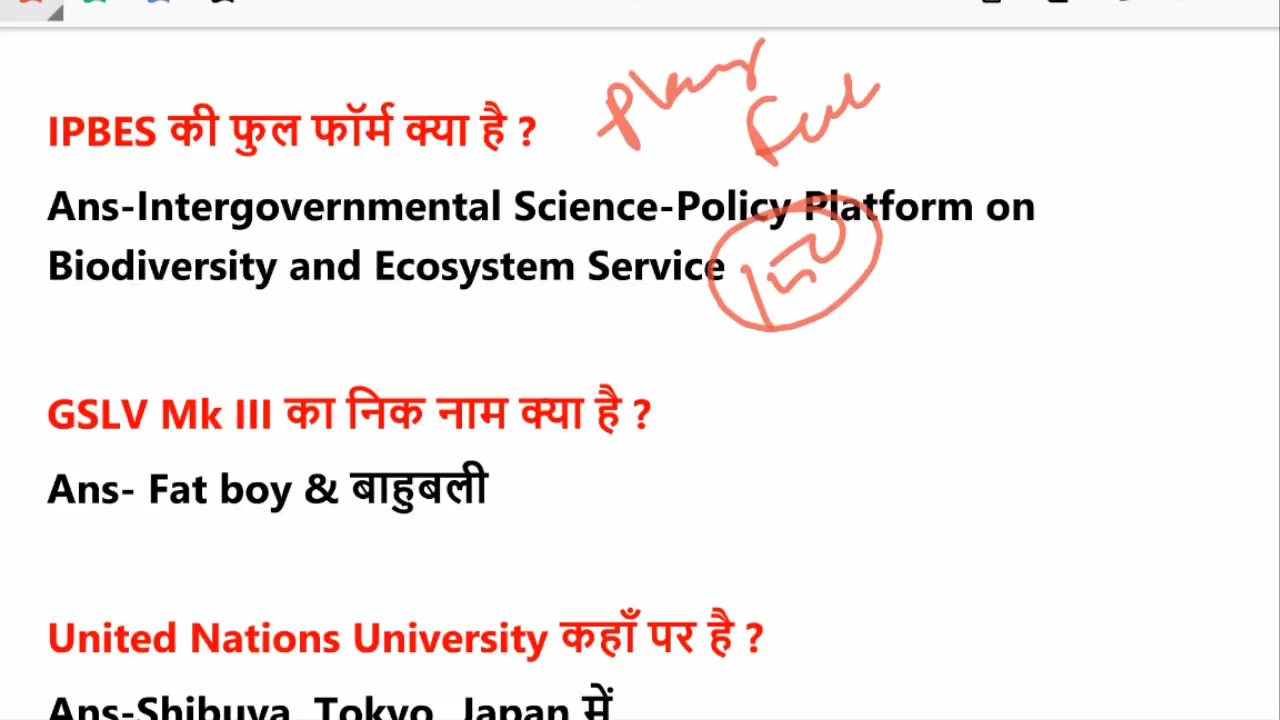 IPBES की फुल फॉर्म क्या है ?
Ans-Intergovernmental Science-Policy Platform on
Biodiversity and Ecosystem Service
GSLV Mk III का निक नाम क्या है ?
Ans- Fat boy & बाहुबली
United Nations University कहाँ पर है ?
Ans-Shibuya, Tokyo, Japan में